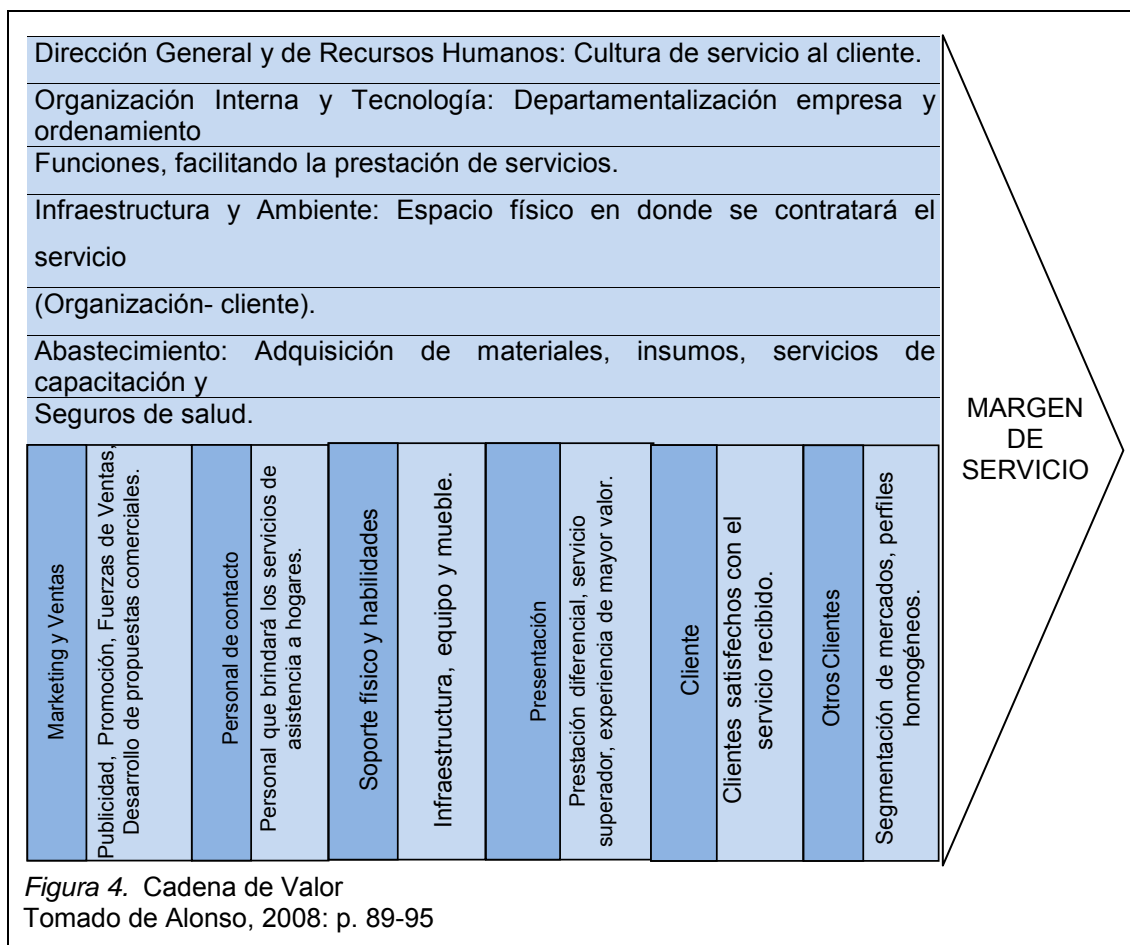 Dirección General y de Recursos Humanos: Cultura de servicio al cliente.
Organización Interna y Tecnología: Departamentalización empresa y
ordenamiento
Funciones, facilitando la prestación de servicios.
Infraestructura y Ambiente: Espacio físico en donde se contratará el
servicio
(Organización- cliente).
Abastecimiento: Adquisición de materiales, insumos, servicios de
capacitación y
Seguros de salud.
Marketing y Ventas
Publicidad, Promoción, Fuerzas de Ventas,
Desarrollo de propuestas comerciales.
Personal de contacto
Personal que brindará los servicios de
asistencia a hogares.
Soporte físico y habilidades
Infraestructura, equipo y mueble.
Presentación
Prestación diferencial, servicio
superador, experiencia de mayor valor.
Cliente
Clientes satisfechos con el
servicio recibido.
Otros Clientes
Segmentación de mercados, perfiles
homogéneos.
MARGEN
DE
SERVICIO
Figura 4. Cadena de Valor
Tomado de Alonso, 2008: p. 89-95